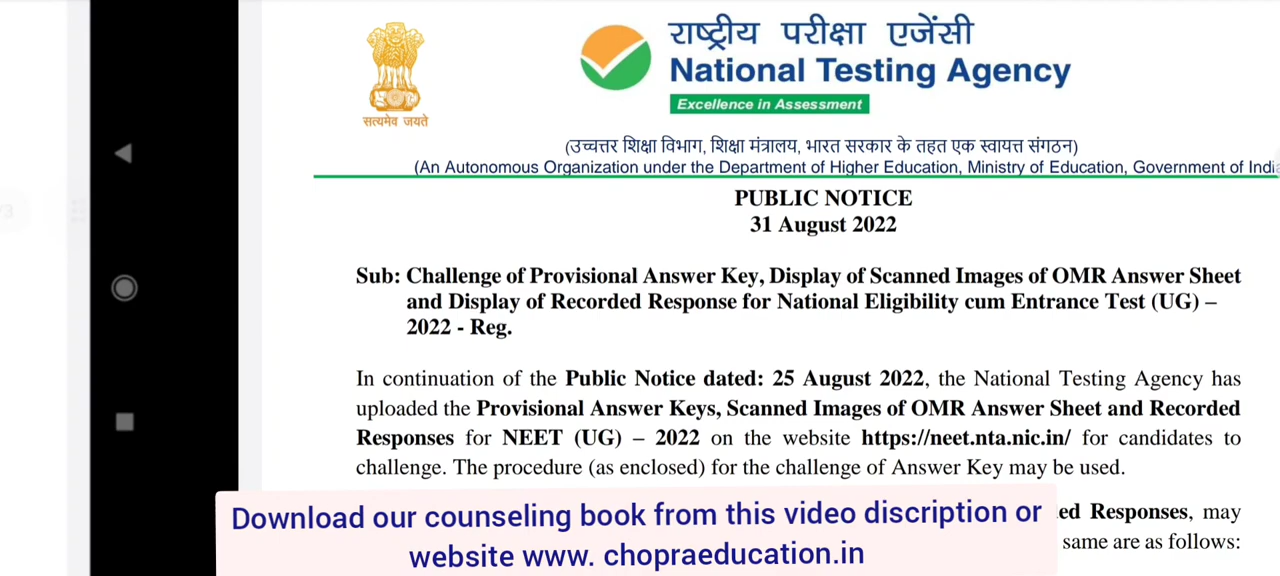 राष्ट्रीय परीक्षा एजेंसी
National Testing Agency
Excellence in Assessment
सत्यमेव जयते
(उच्चत्तर शिक्षा विभाग, शिक्षा मंत्रालय, भारत सरकार के तहत एक स्वायत्त संगठन)
(An Autonomous Organization under the Department of Higher Education, Ministry of Education, Government of Indi
PUBLIC NOTICE
31 August 2022
Sub: Challenge of Provisional Answer Key, Display of Scanned Images of OMR Answer Sheet
and Display of Recorded Response for National Eligibility cum Entrance Test (UG) –
2022 - Reg.
In continuation of the Public Notice dated: 25 August 2022, the National Testing Agency has
uploaded the Provisional Answer Keys, Scanned Images of OMR Answer Sheet and Recorded
Responses for NEET (UG) – 2022 on the website https://neet.nta.nic.in/ for candidates to
challenge. The procedure (as enclosed) for the challenge of Answer Key may be used.
ed Responses, may
same are as follows:
Download our counseling book from this video discription or
website www. chopraeducation.in